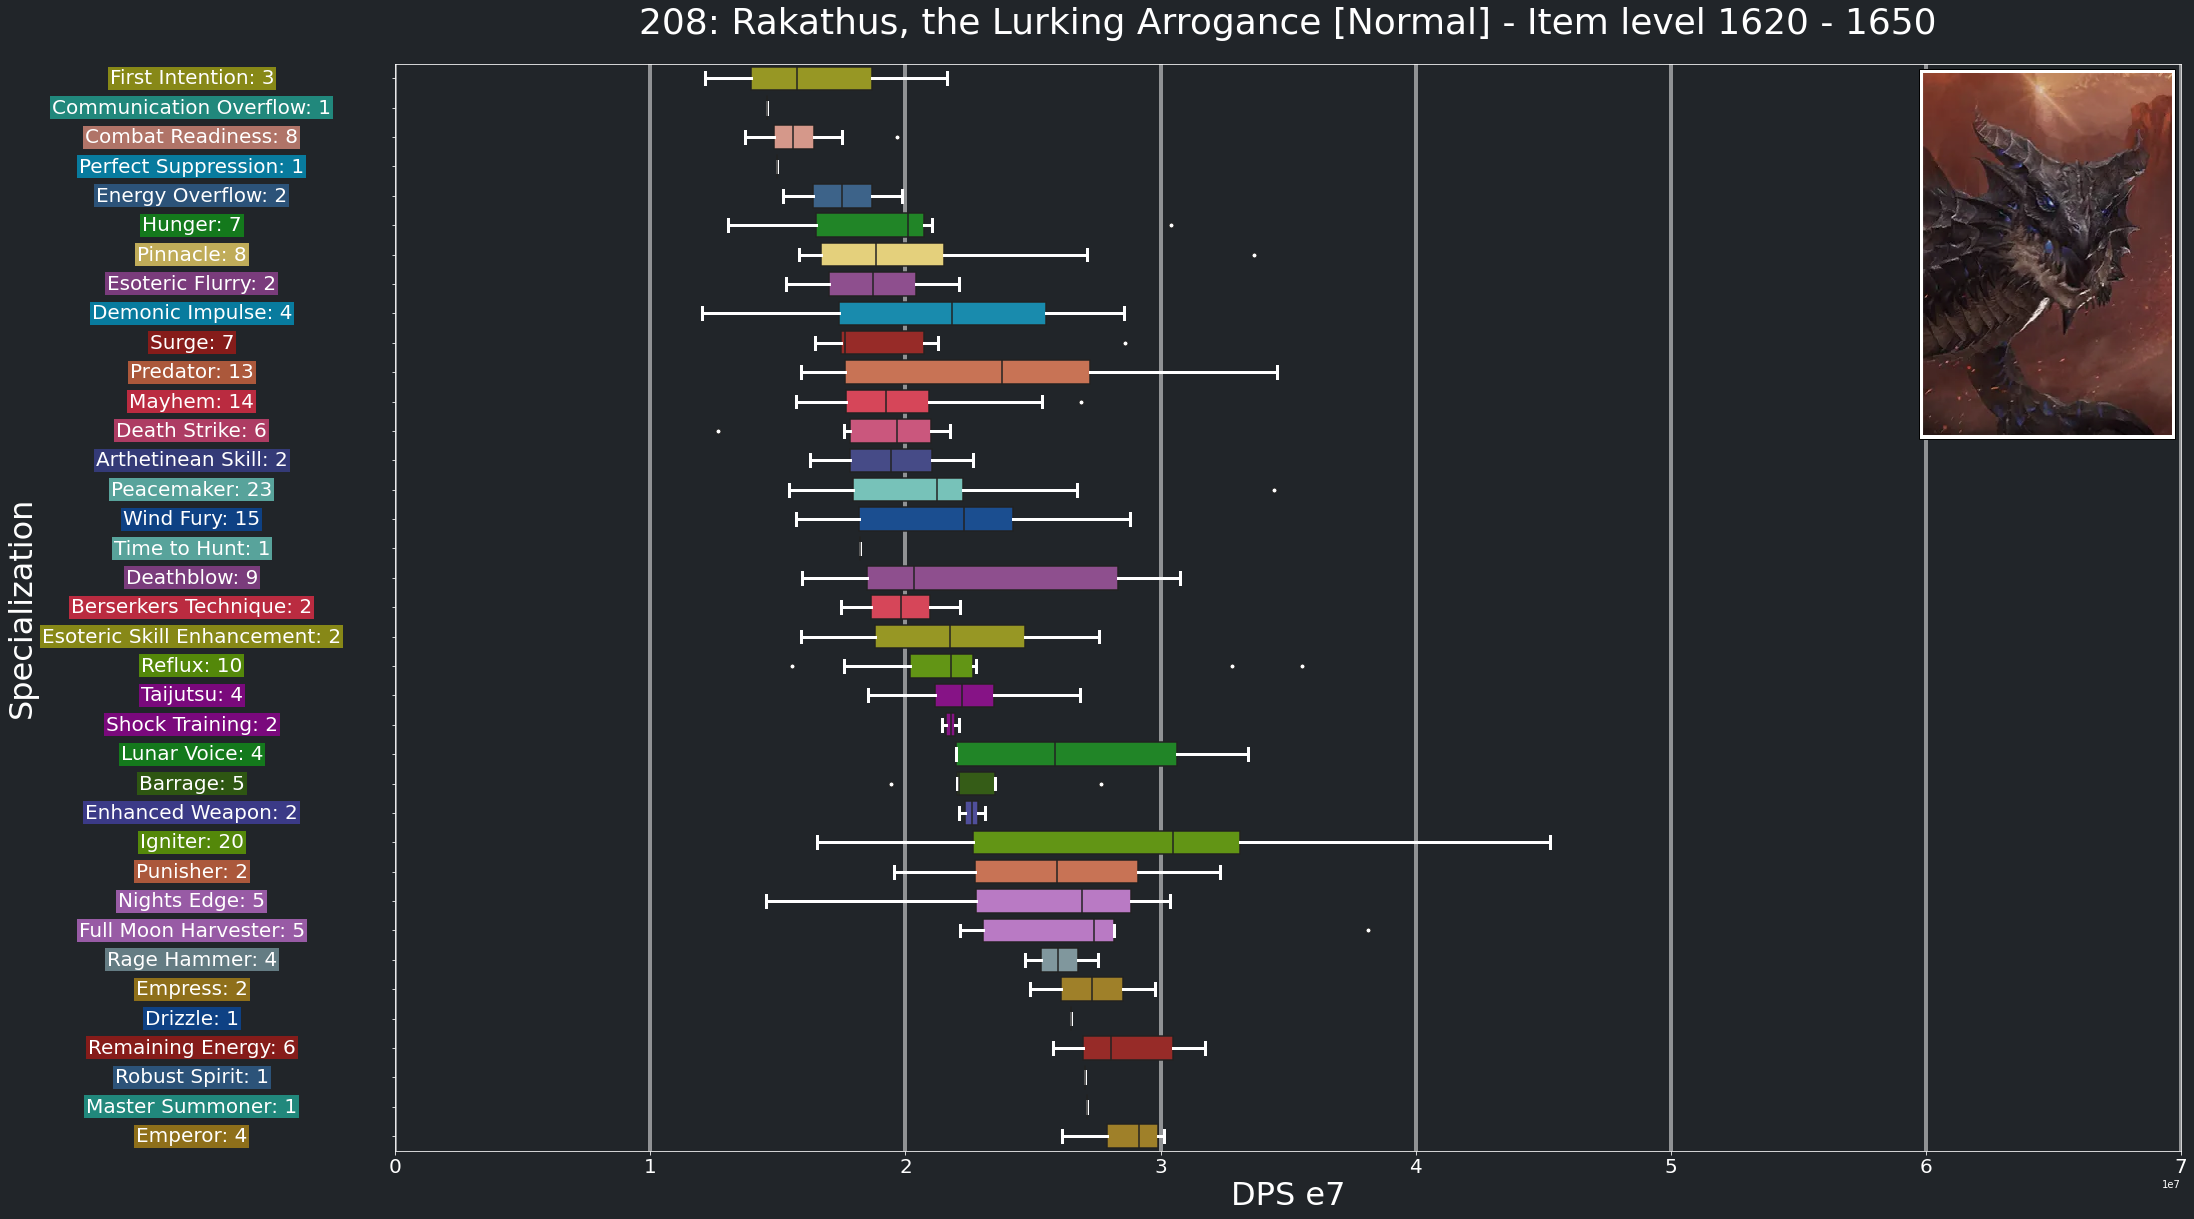 208: Rakathus, the Lurking Arrogance [Normal] - Item level 1620 - 1650
Specialization
First Intention: 3
Communication Overflow: 1
Combat Readiness: 8
Perfect Suppression: 1
Energy Overflow: 2
Hunger: 7
Pinnacle: 8
Esoteric Flurry: 2
Demonic Impulse: 4
Surge: 7
Predator: 13
Mayhem: 14
Death Strike: 6
Arthetinean Skill: 2
Peacemaker: 23
Wind Fury: 15
Time to Hunt: 1
Deathblow: 9
Berserkers Technique: 2
Esoteric Skill Enhancement: 2
Reflux: 10
Taijutsu: 4
Shock Training: 2
Lunar Voice: 4
Barrage: 5
Enhanced Weapon: 2
Igniter: 20
Punisher: 2
Nights Edge: 5
Full Moon Harvester: 5
Rage Hammer: 4
Empress: 2
Drizzle: 1
Remaining Energy: 6
Robust Spirit: 1
Master Summoner: 1
Emperor: 4
0 1 2 3 4 5 6 7
DPS e7
1e7